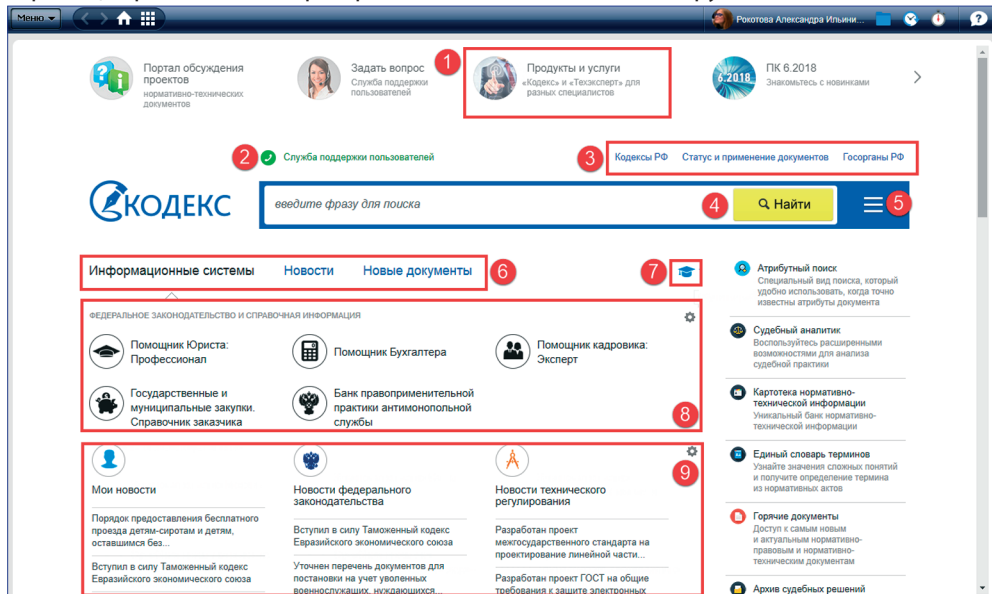 Меню
Рокотова Александра Ильини...
Портал обсуждения
проектов
нормативно-технических
документов
Задать вопрос
Служба поддержки
пользователей
1
Продукты и услуги
«Кодекс» и «Техэксперт» для
разных специалистов
6.2018
ПК 6.2018
Знакомьтесь с новинками
2
Служба поддержки пользователей
3
Кодексы РФ Статус и применение документов Госорганы РФ
КОДЕКС
введите фразу для поиска
4
Найти
5
Информационные системы Новости Новые документы
6
7
ФЕДЕРАЛЬНОЕ ЗАКОНОДАТЕЛЬСТВО И СПРАВОЧНАЯ ИНФОРМАЦИЯ
Помощник Юриста:
Профессионал
Помощник Бухгалтера
Помощник кадровика:
Эксперт
Государственные и
муниципальные закупки.
Справочник заказчика
Банк правоприменительной
практики антимонопольной
службы
8
9
Мои новости
Порядок предоставления бесплатного
проезда детям-сиротам и детям,
оставшимся без...
Вступил в силу Таможенный кодекс
Евразийского экономического союза
Новости федерального
законодательства
Вступил в силу Таможенный кодекс
Евразийского экономического союза
Уточнен перечень документов для
постановки на учет уволенных
военнослужащих, нуждающихся...
Новости технического
регулирования
Разработан проект
межгосударственного стандарта на
проектирование линейной части...
Разработан проект ГОСТ на общие
требования к защите электронных
Атрибутный поиск
Специальный вид поиска, который
удобно использовать, когда точно
известны атрибуты документа
Судебный аналитик
Воспользуйтесь расширенными
возможностями для анализа
судебной практики
Картотека нормативно-
технической информации
Уникальный банк нормативно-
технической информации
Единый словарь терминов
Узнайте значения сложных понятий
и получите определение термина
из нормативных актов
Горячие документы
Доступ к самым новым
и актуальным нормативно-
правовым и нормативно-
техническим документам
Архив судебных решений